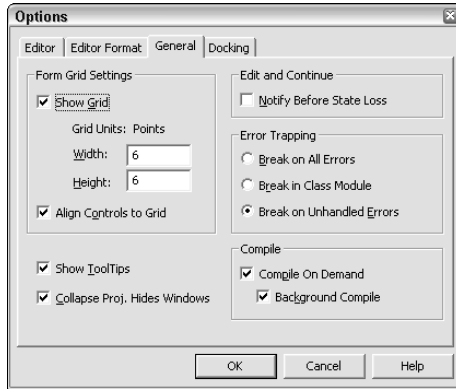 Options
Editor
Editor Format
General
Docking
Form Grid Settings
Show Grid
Grid Units: Points
Width: 6
Height: 6
Align Controls to Grid
Show ToolTips
Collapse Proj. Hides Windows
Edit and Continue
Notify Before State Loss
Error Trapping
Break on All Errors
Break in Class Module
Break on Unhandled Errors
Compile
Compile On Demand
Background Compile
OK
Cancel
Help